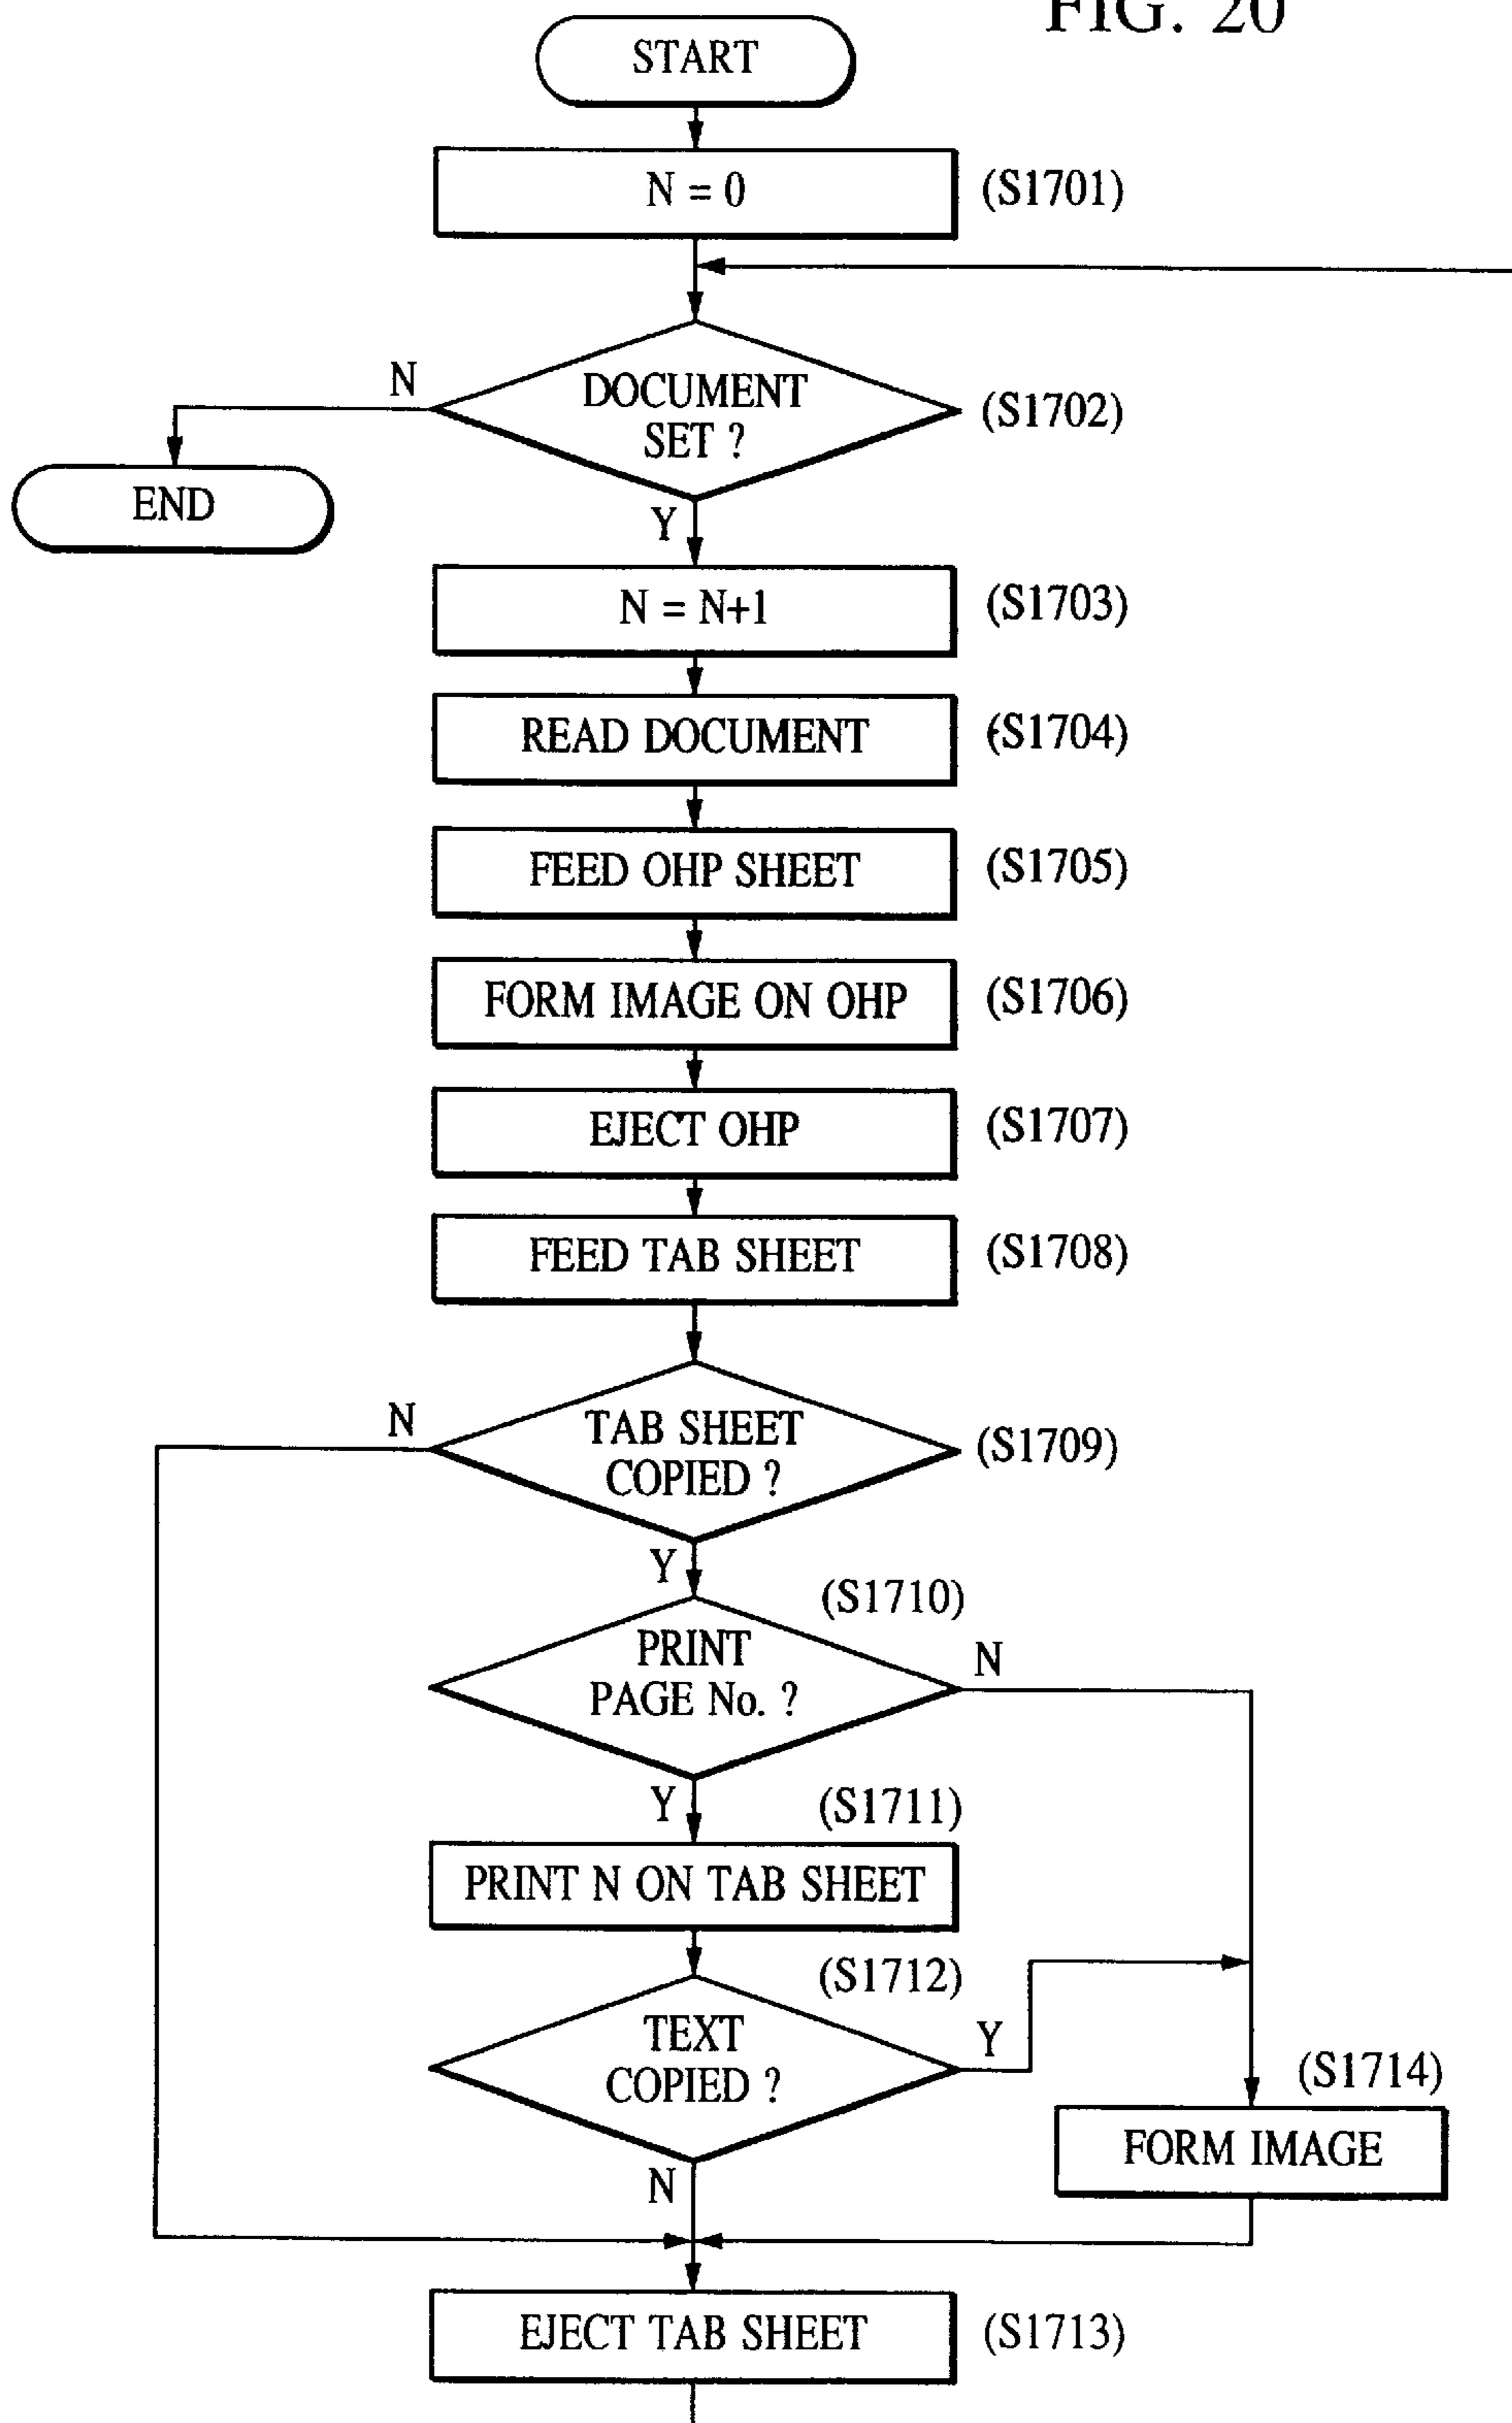 FIG. 20
START
N = 0
(S1701)
DOCUMENT
SET ?
(S1702)
N
END
Y
N = N+1
(S1703)
READ DOCUMENT
(S1704)
FEED OHP SHEET
(S1705)
FORM IMAGE ON OHP
(S1706)
EJECT OHP
(S1707)
FEED TAB SHEET
(S1708)
N
TAB SHEET
COPIED ?
(S1709)
Y
(S1710)
PRINT
PAGE No. ?
N
Y
(S1711)
PRINT N ON TAB SHEET
(S1712)
TEXT
COPIED ?
Y
(S1714)
FORM IMAGE
N
EJECT TAB SHEET
(S1713)